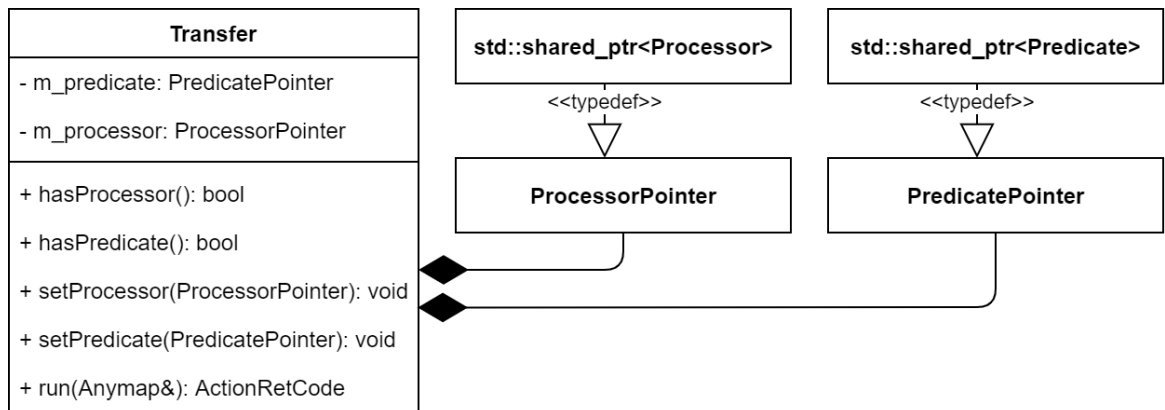 Transfer
- m_predicate: PredicatePointer
- m_processor: ProcessorPointer
+ hasProcessor(): bool
+ hasPredicate(): bool
+ setProcessor(ProcessorPointer): void
+ setPredicate(PredicatePointer): void
+ run(Anymap&): ActionRetCode
std::shared_ptr<Processor>
<<typedef>>
ProcessorPointer
std::shared_ptr<Predicate>
<<typedef>>
PredicatePointer